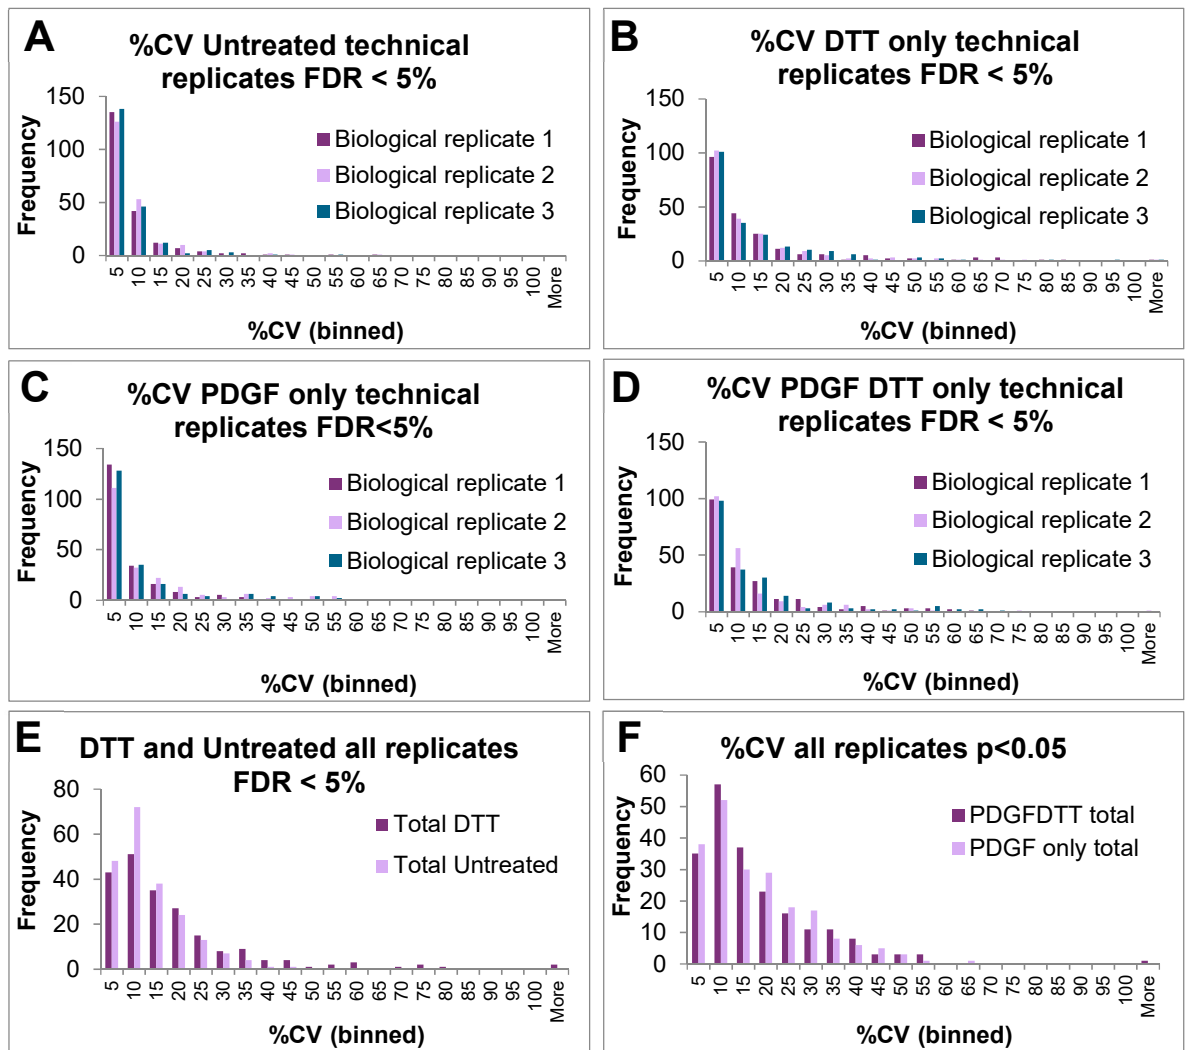 A
%CV Untreated technical
replicates FDR < 5%
150
100
50
0
Frequency
Biological replicate 1
Biological replicate 2
Biological replicate 3
5 10 15 20 25 30 35 40 45 50 55 60 65 70 75 80 85 90 95 100 More
%CV (binned)
B
%CV DTT only technical
replicates FDR < 5%
150
100
50
0
Frequency
Biological replicate 1
Biological replicate 2
Biological replicate 3
5 10 15 20 25 30 35 40 45 50 55 60 65 70 75 80 85 90 95 100 More
%CV (binned)
C
%CV PDGF only technical
replicates FDR<5%
150
100
50
0
Frequency
Biological replicate 1
Biological replicate 2
Biological replicate 3
5 10 15 20 25 30 35 40 45 50 55 60 65 70 75 80 85 90 95 100 More
%CV (binned)
D
%CV PDGF DTT only technical
replicates FDR < 5%
150
100
50
0
Frequency
Biological replicate 1
Biological replicate 2
Biological replicate 3
5 10 15 20 25 30 35 40 45 50 55 60 65 70 75 80 85 90 95 100 More
%CV (binned)
E
DTT and Untreated all replicates
FDR < 5%
80
60
40
20
0
Frequency
Total DTT
Total Untreated
5 10 15 20 25 30 35 40 45 50 55 60 65 70 75 80 85 90 95 100 More
%CV (binned)
F
%CV all replicates p<0.05
60
50
40
30
20
10
0
Frequency
PDGFDTT total
PDGF only total
5 10 15 20 25 30 35 40 45 50 55 60 65 70 75 80 85 90 95 100 More
%CV (binned)